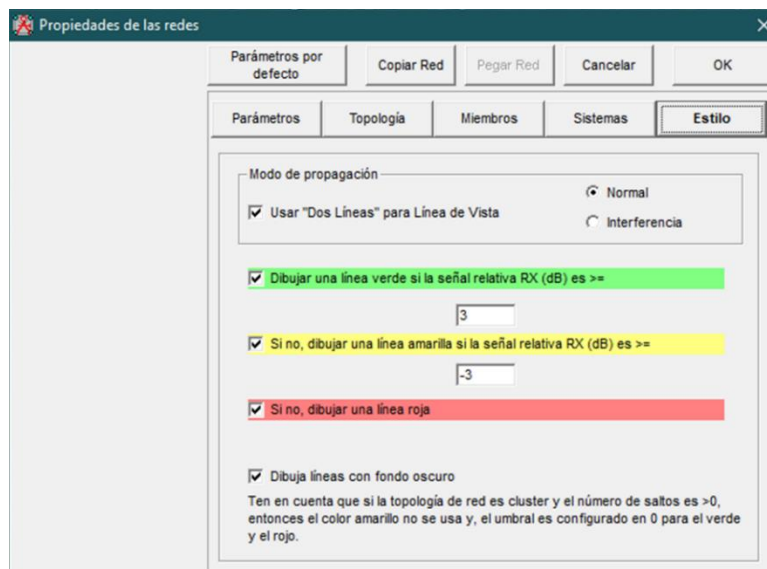 Propiedades de las redes
Parámetros por
defecto
Copiar Red
Pegar Red
Cancelar
OK
Parámetros
Topología
Miembros
Sistemas
Estilo
Modo de propagación
Usar "Dos Líneas" para Línea de Vista
Normal
Interferencia
Dibujar una línea verde si la señal relativa RX (dB) es >=
3
Si no, dibujar una línea amarilla si la señal relativa RX (dB) es >=
-3
Si no, dibujar una línea roja
Dibuja líneas con fondo oscuro
Ten en cuenta que si la topología de red es cluster y el número de saltos es >0,
entonces el color amarillo no se usa y, el umbral es configurado en 0 para el verde
y el rojo.